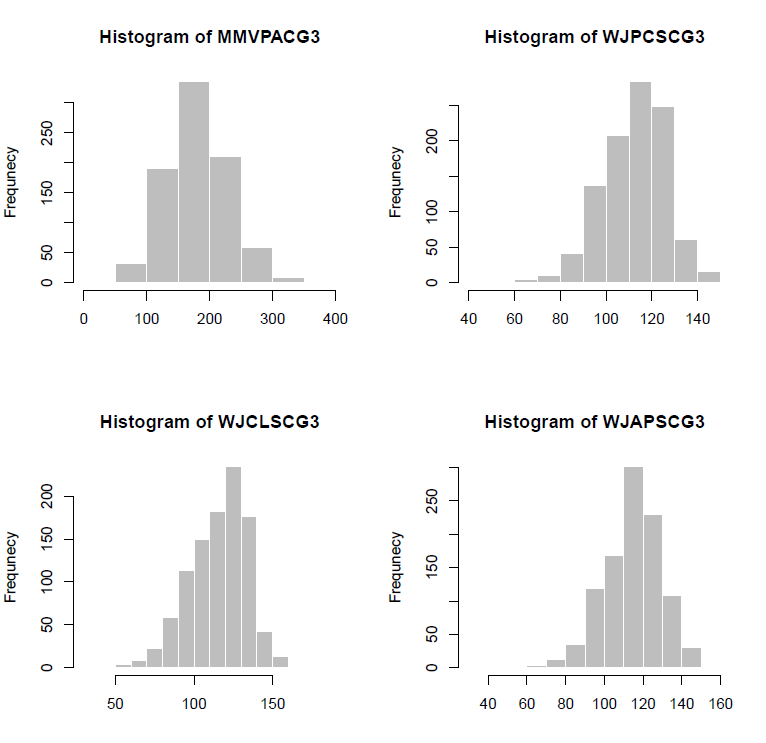 Histogram of MMVPACG3
Frequnecy
0
50
150
250
0 100 200 300 400
Histogram of WJPCSCG3
Frequnecy
0
50
100
200
40 60 80 100 120 140
Histogram of WJCLSCG3
Frequnecy
0
50
100
150
200
50 100 150
Histogram of WJAPSCG3
Frequnecy
0
50
150
250
40 60 80 100 120 140 160